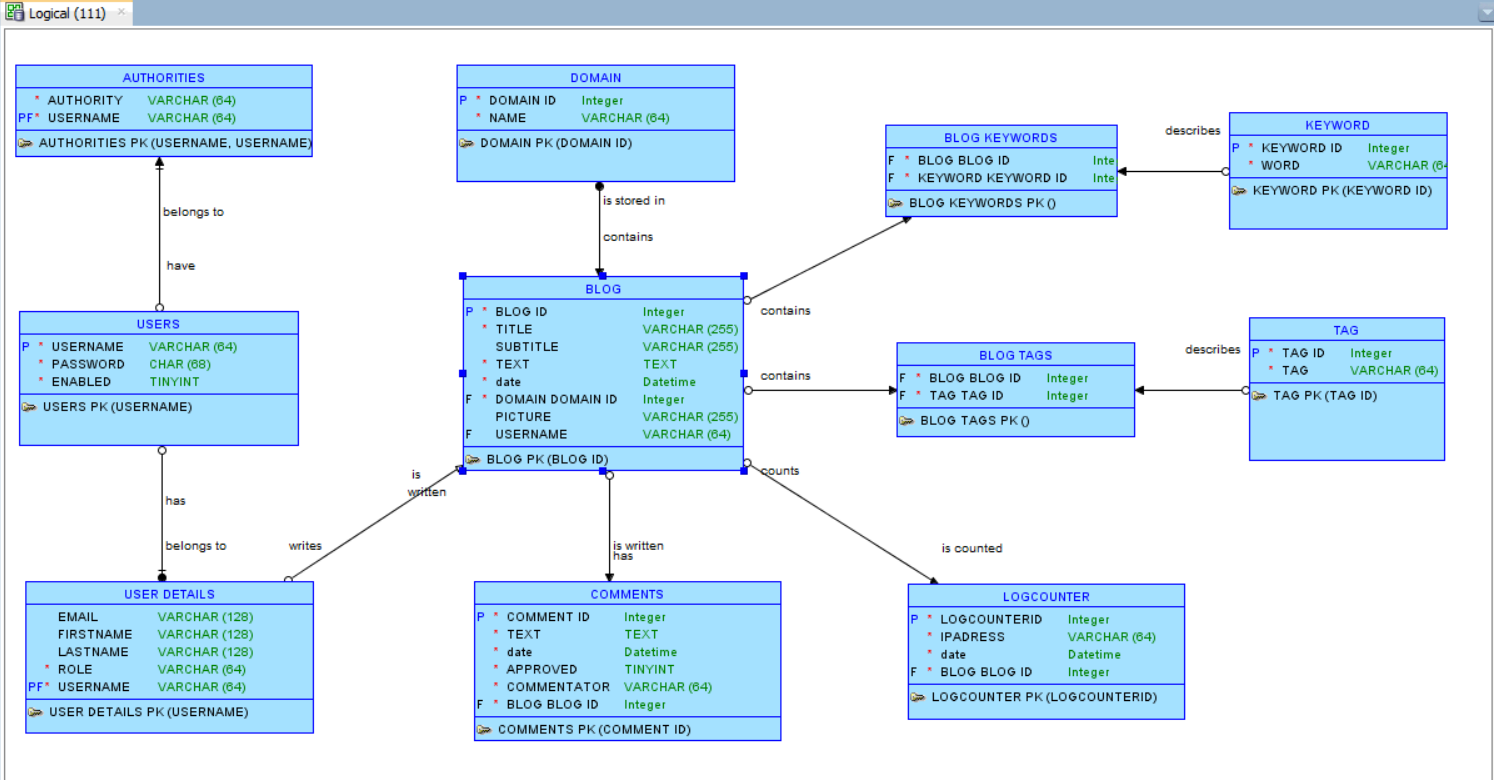 Logical (111)
AUTHORITIES
* AUTHORITY VARCHAR (64)
PF* USERNAME VARCHAR (64)
AUTHORITIES PK (USERNAME, USERNAME)
belongs to
have
USERS
P * USERNAME VARCHAR (64)
* PASSWORD CHAR (68)
* ENABLED TINYINT
USERS PK (USERNAME)
has
belongs to
USER DETAILS
EMAIL VARCHAR (128)
FIRSTNAME VARCHAR (128)
LASTNAME VARCHAR (128)
* ROLE VARCHAR (64)
PF* USERNAME VARCHAR (64)
USER DETAILS PK (USERNAME)
writes
is
written
DOMAIN
P * DOMAIN ID Integer
* NAME VARCHAR (64)
DOMAIN PK (DOMAIN ID)
is stored in
contains
BLOG
P * BLOG ID Integer
* TITLE VARCHAR (255)
SUBTITLE VARCHAR (255)
* TEXT TEXT
* date Datetime
F * DOMAIN DOMAIN ID Integer
PICTURE VARCHAR (255)
F USERNAME VARCHAR (64)
BLOG PK (BLOG ID)
is written
has
COMMENTS
P * COMMENT ID Integer
* TEXT TEXT
* date Datetime
* APPROVED TINYINT
* COMMENTATOR VARCHAR (64)
F * BLOG BLOG ID Integer
COMMENTS PK (COMMENT ID)
BLOG KEYWORDS
F * BLOG BLOG ID Inte
F * KEYWORD KEYWORD ID Inte
BLOG KEYWORDS PK ()
describes
KEYWORD
P * KEYWORD ID Integer
* WORD VARCHAR (64
KEYWORD PK (KEYWORD ID)
contains
BLOG TAGS
F * BLOG BLOG ID Integer
F * TAG TAG ID Integer
BLOG TAGS PK ()
contains
describes
TAG
P * TAG ID Integer
* TAG VARCHAR (64)
TAG PK (TAG ID)
counts
is counted
LOGCOUNTER
P * LOGCOUNTERID Integer
* IPADRESS VARCHAR (64)
* date Datetime
F * BLOG BLOG ID Integer
LOGCOUNTER PK (LOGCOUNTERID)